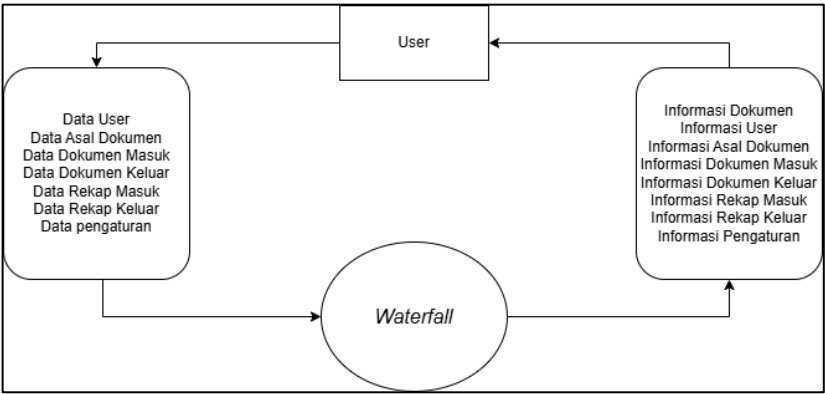 User
Data User
Data Asal Dokumen
Data Dokumen Masuk
Data Dokumen Keluar
Data Rekap Masuk
Data Rekap Keluar
Data pengaturan
Informasi Dokumen
Informasi User
Informasi Asal Dokumen
Informasi Dokumen Masuk
Informasi Dokumen Keluar
Informasi Rekap Masuk
Informasi Rekap Keluar
Informasi Pengaturan
Waterfall